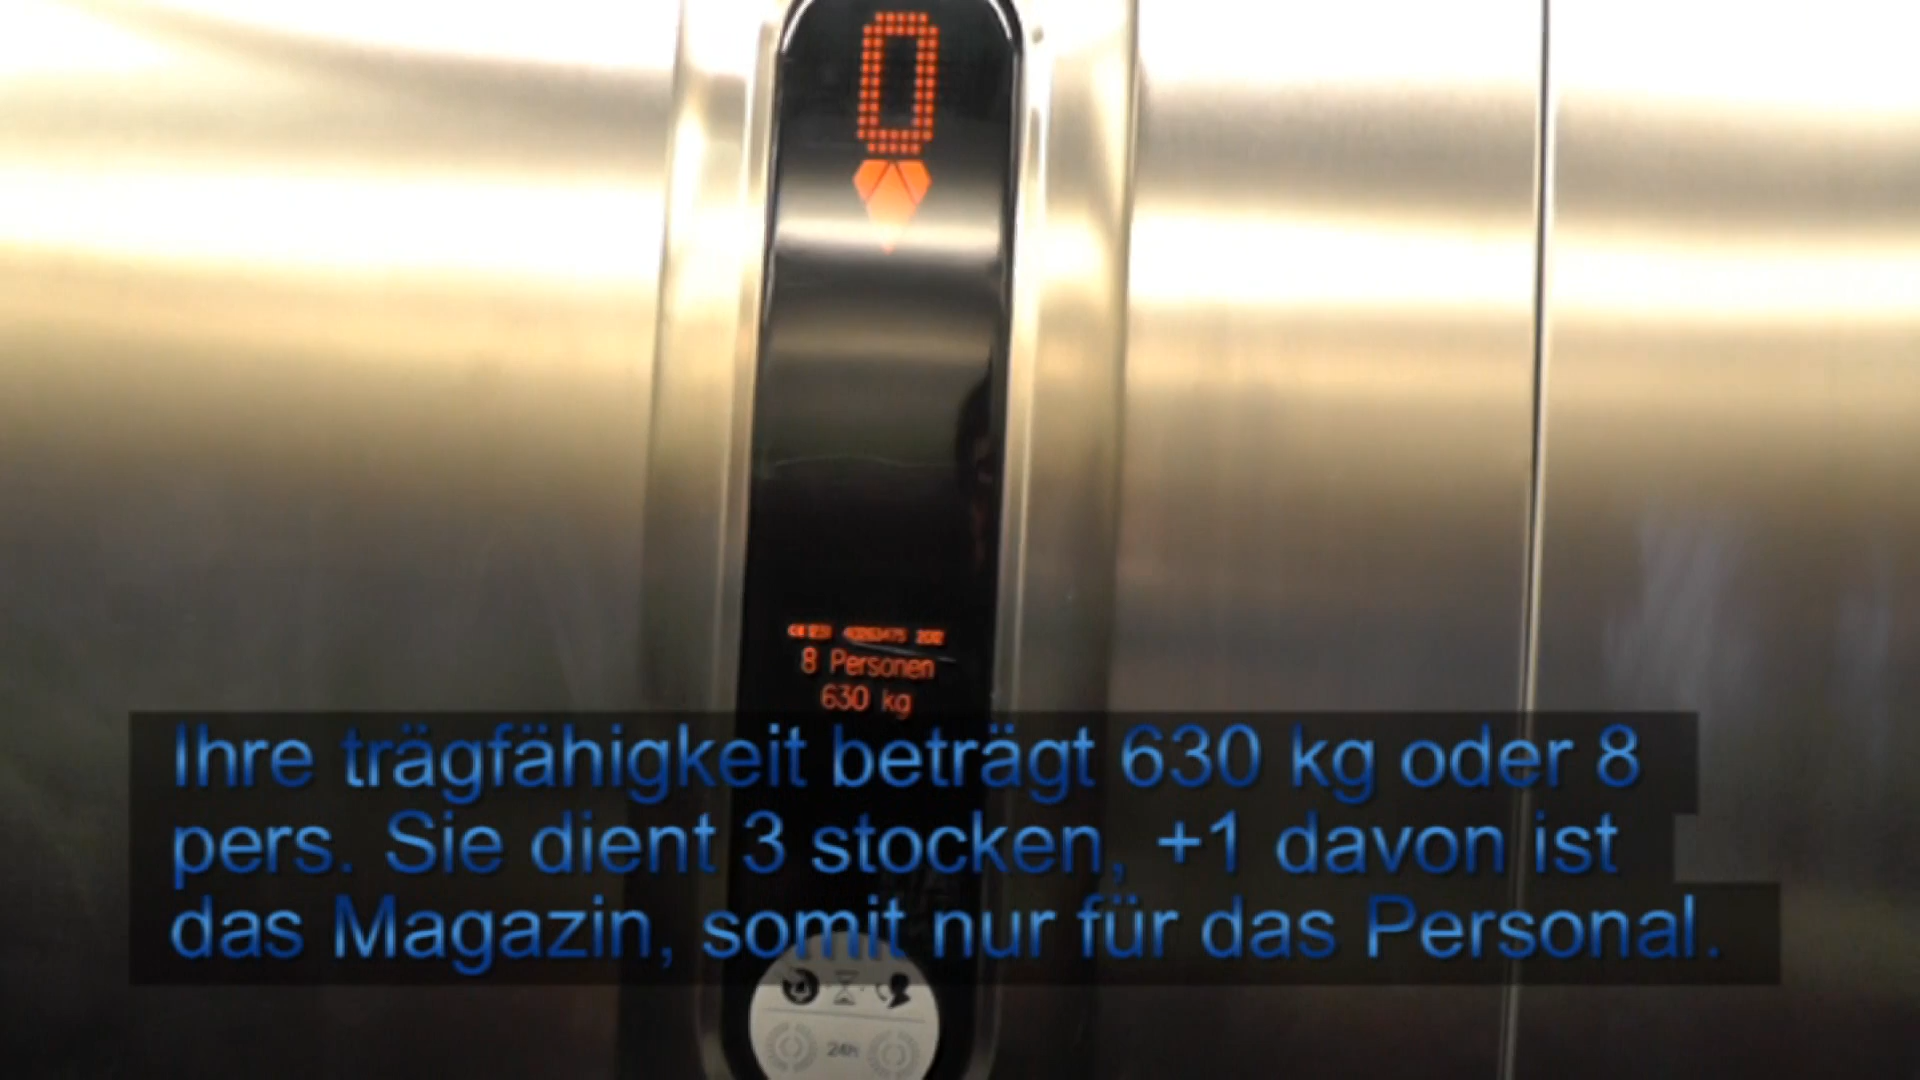 0
8 Personen
630 kg
Ihre trägfähigkeit beträgt 630 kg oder 8
pers. Sie dient 3 stocken, +1 davon ist
das Magazin, somit nur für das Personal.
24h